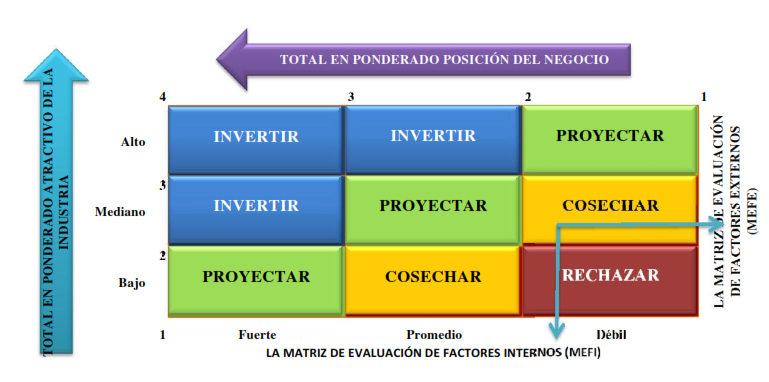 TOTAL EN PONDERADO POSICIÓN DEL NEGOCIO
TOTAL EN PONDERADO ATRACTIVO DE LA
INDUSTRIA
4 3 2 1
Alto INVERTIR INVERTIR PROYECTAR
3
Mediano INVERTIR PROYECTAR COSECHAR
2
Bajo PROYECTAR COSECHAR RECHAZAR
1 Fuerte Promedio Débil
LA MATRIZ DE EVALUACIÓN DE FACTORES INTERNOS (MEFI)
LA MATRIZ DE EVALUACIÓN
DE FACTORES EXTERNOS
(MEFE)